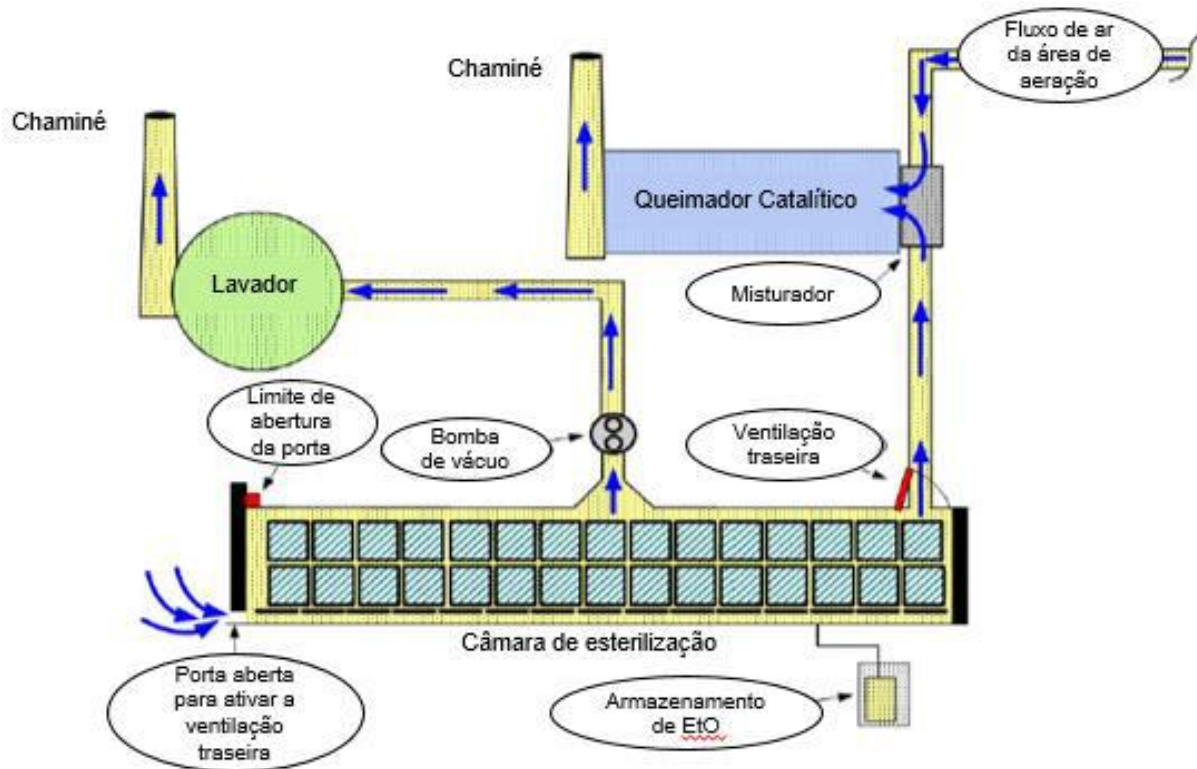 Fluxo de ar
da área de
aeração
Chaminé
Chaminé
Queimador Catalítico
Lavador
Misturador
Limite de
abertura
da porta
Bomba
de vácuo
Ventilação
traseira
Câmara de esterilização
Porta aberta
para ativar a
ventilação
traseira
Armazenamento
de EtO